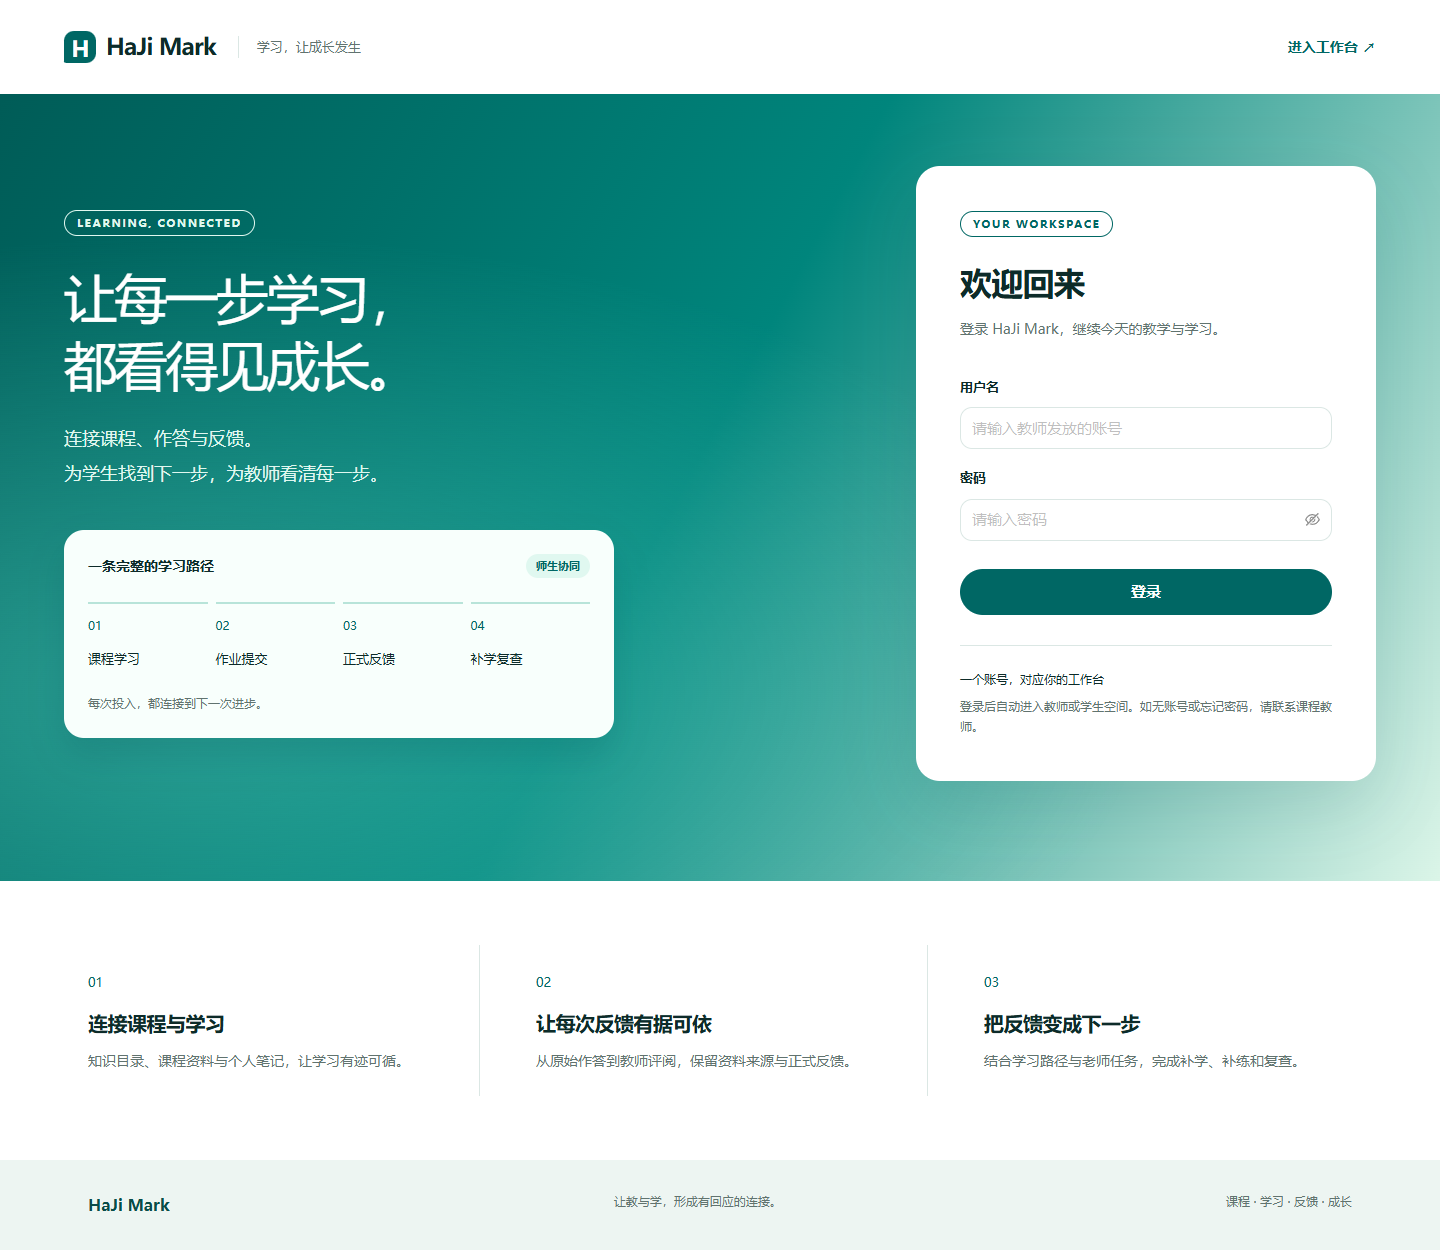 H HaJi Mark
学习，让成长发生
进入工作台 ↗
LEARNING, CONNECTED
让每一步学习，
都看得见成长。
连接课程、作答与反馈。
为学生找到下一步，为教师看清每一步。
一条完整的学习路径
师生协同
01
02
03
04
课程学习
作业提交
正式反馈
补学复查
每次投入，都连接到下一次进步。
YOUR WORKSPACE
欢迎回来
登录 HaJi Mark，继续今天的教学与学习。
用户名
请输入教师发放的账号
密码
请输入密码
登录
一个账号，对应你的工作台
登录后自动进入教师或学生空间。如无账号或忘记密码，请联系课程教
师。
01
连接课程与学习
知识目录、课程资料与个人笔记，让学习有迹可循。
02
让每次反馈有据可依
从原始作答到教师评阅，保留资料来源与正式反馈。
03
把反馈变成下一步
结合学习路径与老师任务，完成补学、补练和复查。
HaJi Mark
让教与学，形成有回应的连接。
课程 · 学习 · 反馈 · 成长